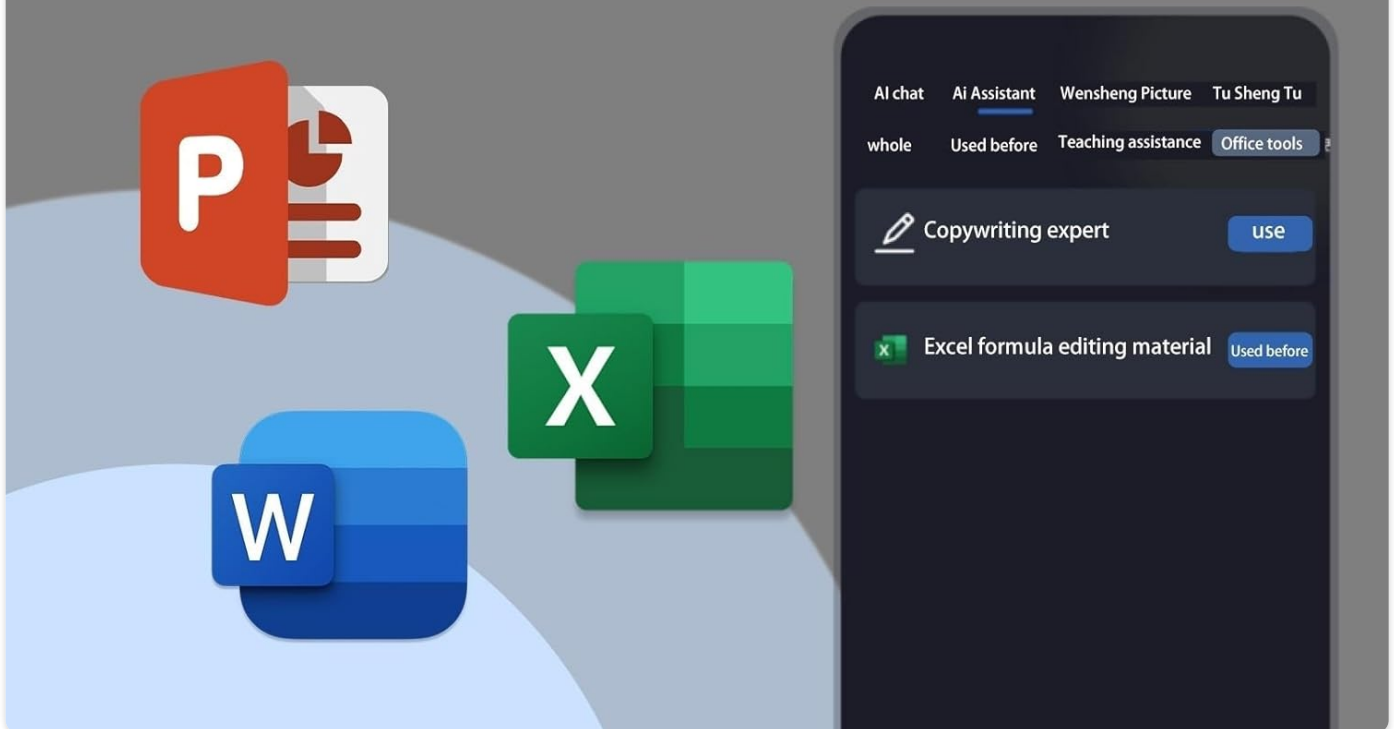 P
X
W
AI chat Ai Assistant Wensheng Picture Tu Sheng Tu
whole Used before Teaching assistance Office tools
Copywriting expert use
X Excel formula editing material Used before